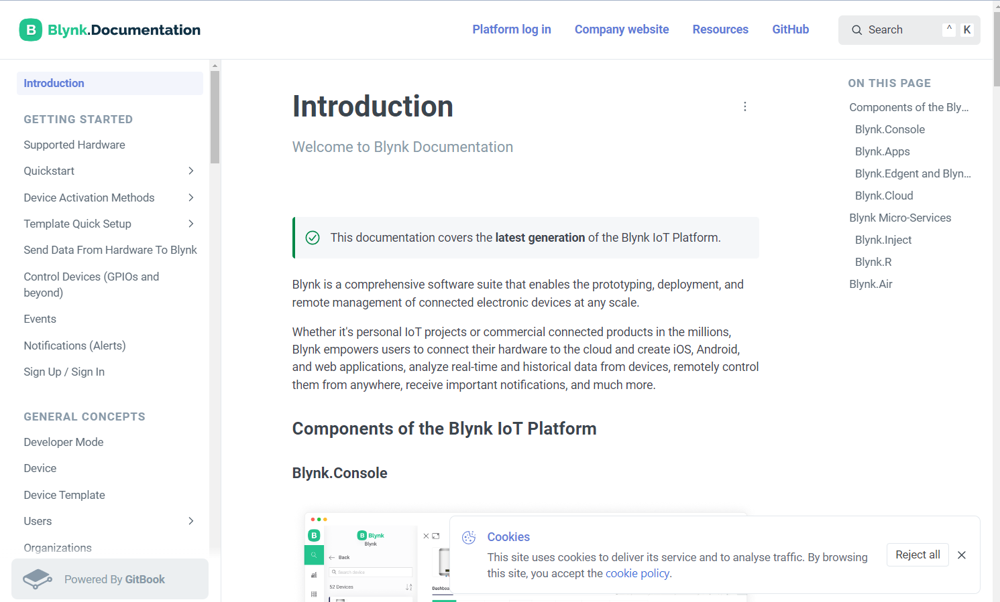 B Blynk.Documentation
Platform log in
Company website
Resources
GitHub
Search
^ K
Introduction
GETTING STARTED
Supported Hardware
Quickstart
Device Activation Methods
Template Quick Setup
Send Data From Hardware To Blynk
Control Devices (GPIOs and
beyond)
Events
Notifications (Alerts)
Sign Up / Sign In
GENERAL CONCEPTS
Developer Mode
Device
Device Template
Users
Organizations
Powered By GitBook
Introduction
Welcome to Blynk Documentation
This documentation covers the latest generation of the Blynk IoT Platform.
Blynk is a comprehensive software suite that enables the prototyping, deployment, and
remote management of connected electronic devices at any scale.
Whether it's personal IoT projects or commercial connected products in the millions,
Blynk empowers users to connect their hardware to the cloud and create iOS, Android,
and web applications, analyze real-time and historical data from devices, remotely control
them from anywhere, receive important notifications, and much more.
Components of the Blynk IoT Platform
Blynk.Console
B
B Blynk
Blynk
Back
Search device
52 Devices
Dashboa
ON THIS PAGE
Components of the Bly...
Blynk.Console
Blynk.Apps
Blynk.Edgent and Blyn...
Blynk.Cloud
Blynk Micro-Services
Blynk.Inject
Blynk.R
Blynk.Air
Cookies
This site uses cookies to deliver its service and to analyse traffic. By browsing
this site, you accept the cookie policy.
Reject all